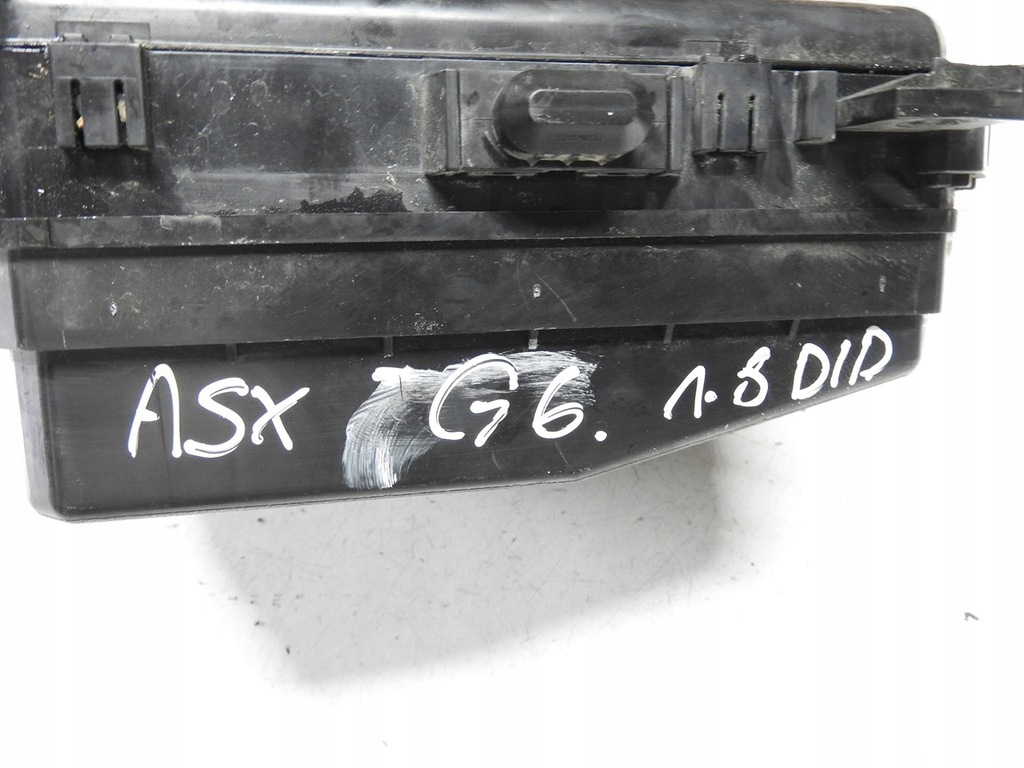 ASX G6. 1.8 DID